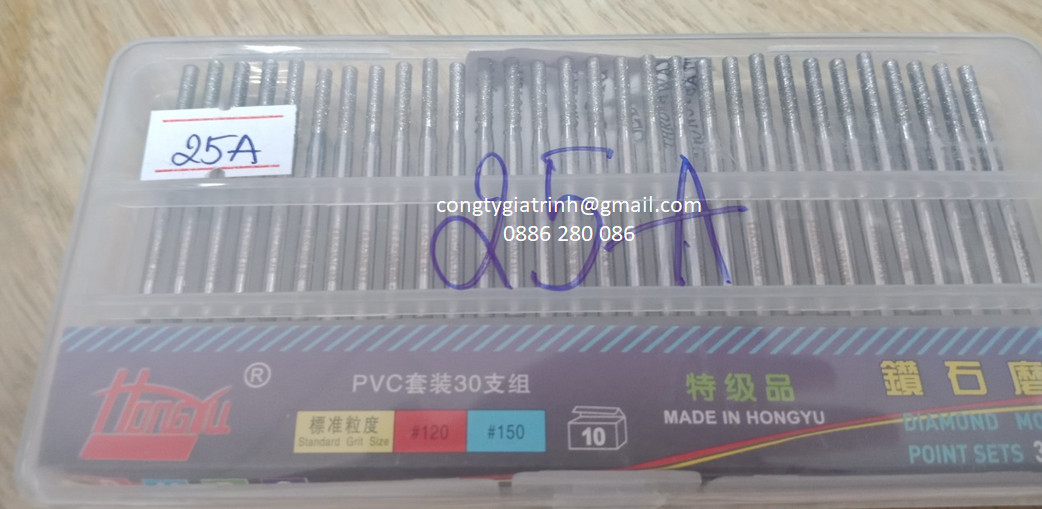 25A
25A
congtygiatrinh@gmail.com
0886 280 086
HONGYU®
PVC套装30支组
標准粒度
Standard Grit Size
#120
#150
10
特级品
MADE IN HONGYU
鑽石磨
DIAMOND
POINT SETS